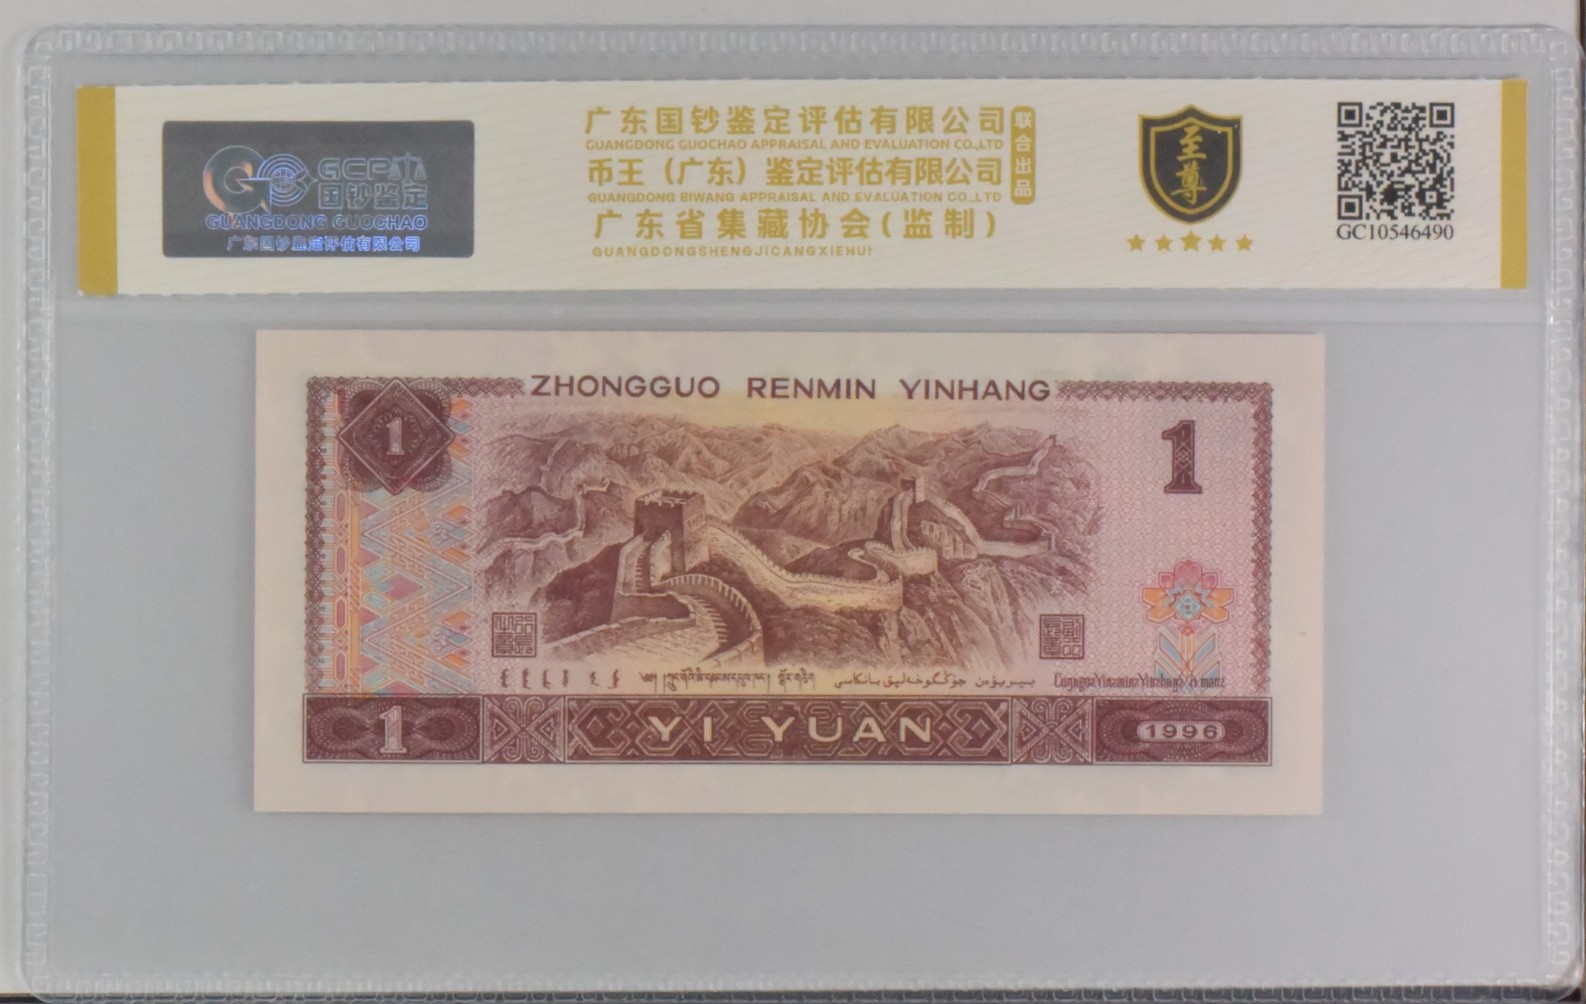 GCP
国钞鉴定
GUANGDONG GUOCHAO
广东国钞鉴定评估有限公司
广东国钞鉴定评估有限公司
GUANGDONG GUOCHAO APPRAISAL AND EVALUATION CO.,LTD
币王（广东）鉴定评估有限公司
GUANGDONG BIWANG APPRAISAL AND EVALUATION CO.,LTD
广东省集藏协会(监制)
GUANGDONGSHENGJICANGXIEHUI
联合出品
至尊
GC10546490
ZHONGGUO RENMIN YINHANG
1
1
1
YI YUAN
1996